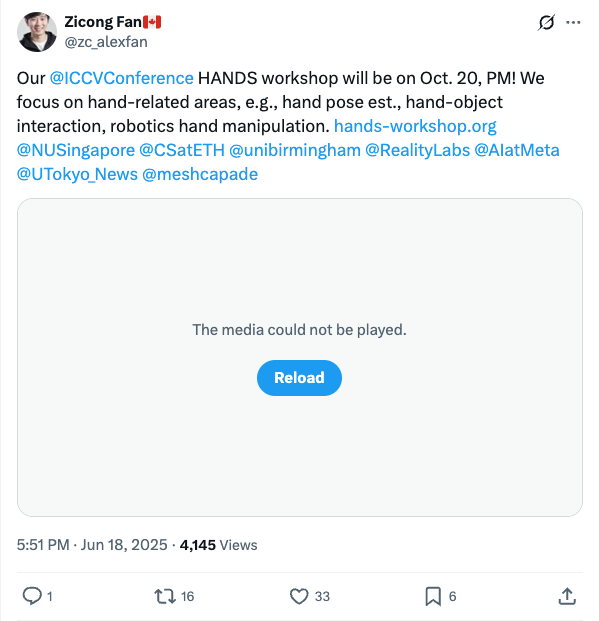 Zicong Fan🇨🇦
@zc_alexfan
Our @ICCVConference HANDS workshop will be on Oct. 20, PM! We
focus on hand-related areas, e.g., hand pose est., hand-object
interaction, robotics hand manipulation. hands-workshop.org
@NUSingapore @CSatETH @unibirmingham @RealityLabs @AIatMeta
@UTokyo_News @meshcapade
The media could not be played.
Reload
5:51 PM · Jun 18, 2025 · 4,145 Views
1 16 33 6